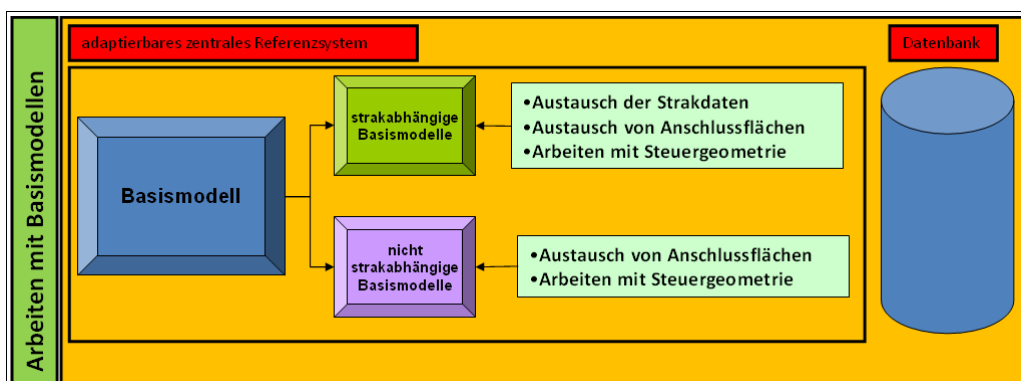 Arbeiten mit Basismodellen
adaptierbares zentrales Referenzsystem
Datenbank
Basismodell
strakabhängige
Basismodelle
•Austausch der Strakdaten
•Austausch von Anschlussflächen
•Arbeiten mit Steuergeometrie
nicht
strakabhängige
Basismodelle
•Austausch von Anschlussflächen
•Arbeiten mit Steuergeometrie